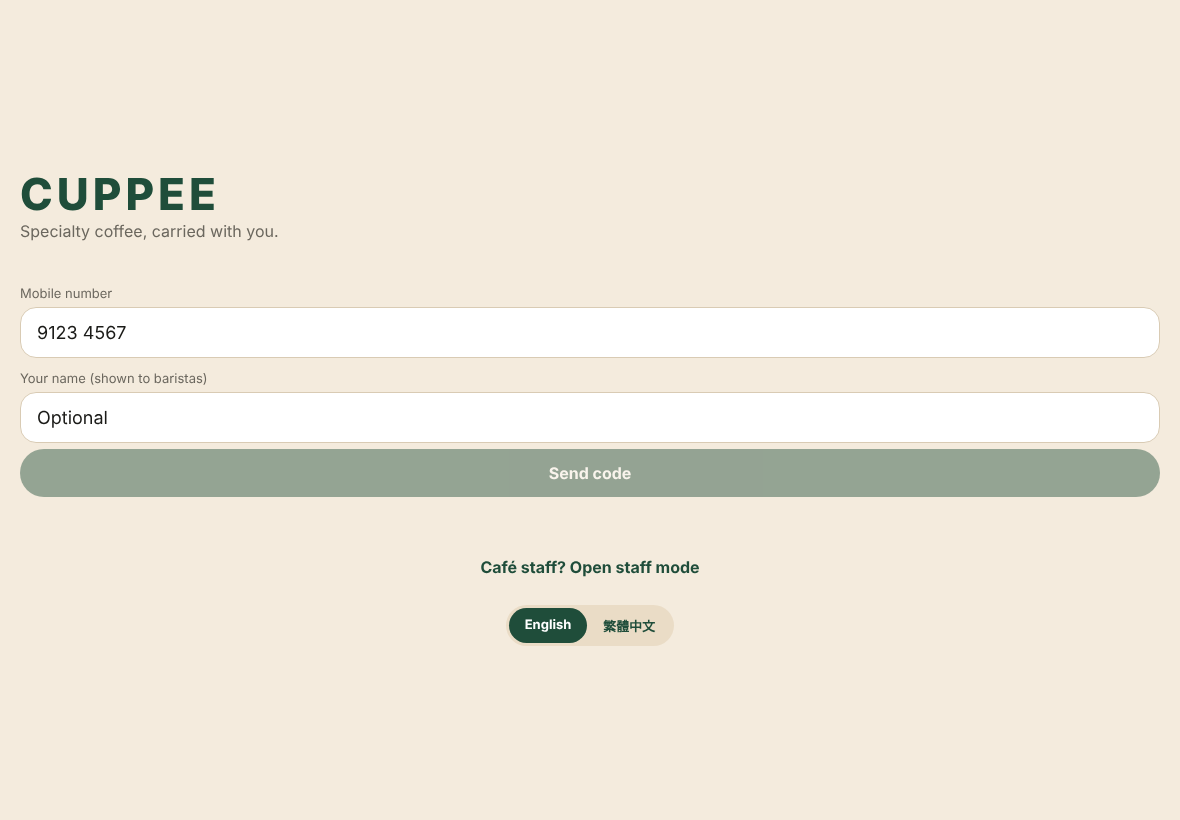 CUPPEE
Specialty coffee, carried with you.
Mobile number
9123 4567
Your name (shown to baristas)
Optional
Send code
Café staff? Open staff mode
English
繁體中文